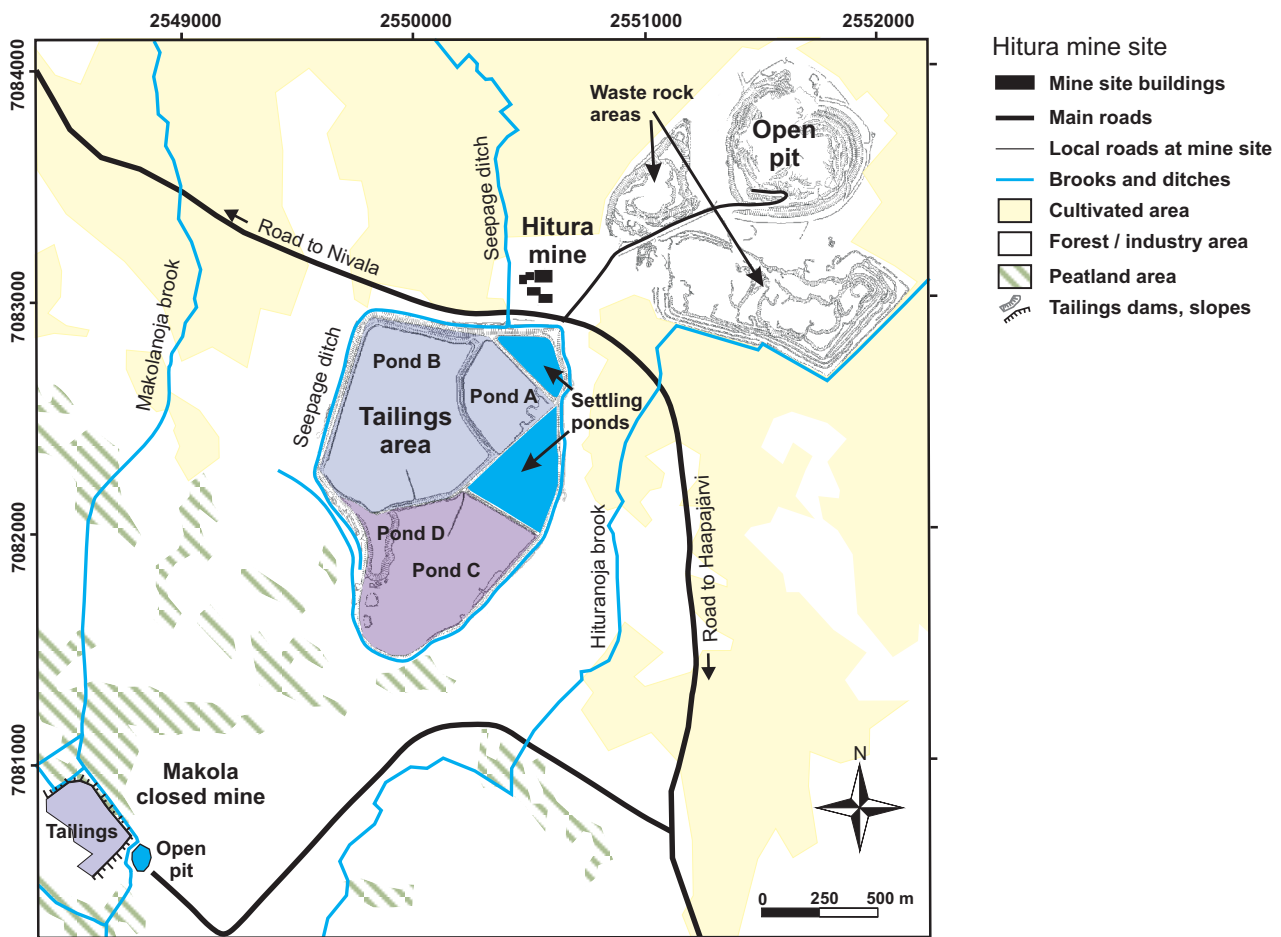 2549000
2550000
2551000
2552000
7084000
7083000
7082000
7081000
Waste rock
areas
Open
pit
Seepage ditch
Hitura
mine
Road to Nivala
Makolanoja brook
Seepage ditch
Pond B
Pond A
Tailings
area
Settling
ponds
Pond D
Pond C
Hituranoja brook
Road to Haapajärvi
Makola
closed mine
Tailings
Open
pit
N
0 250 500 m
Hitura mine site
Mine site buildings
Main roads
Local roads at mine site
Brooks and ditches
Cultivated area
Forest / industry area
Peatland area
Tailings dams, slopes